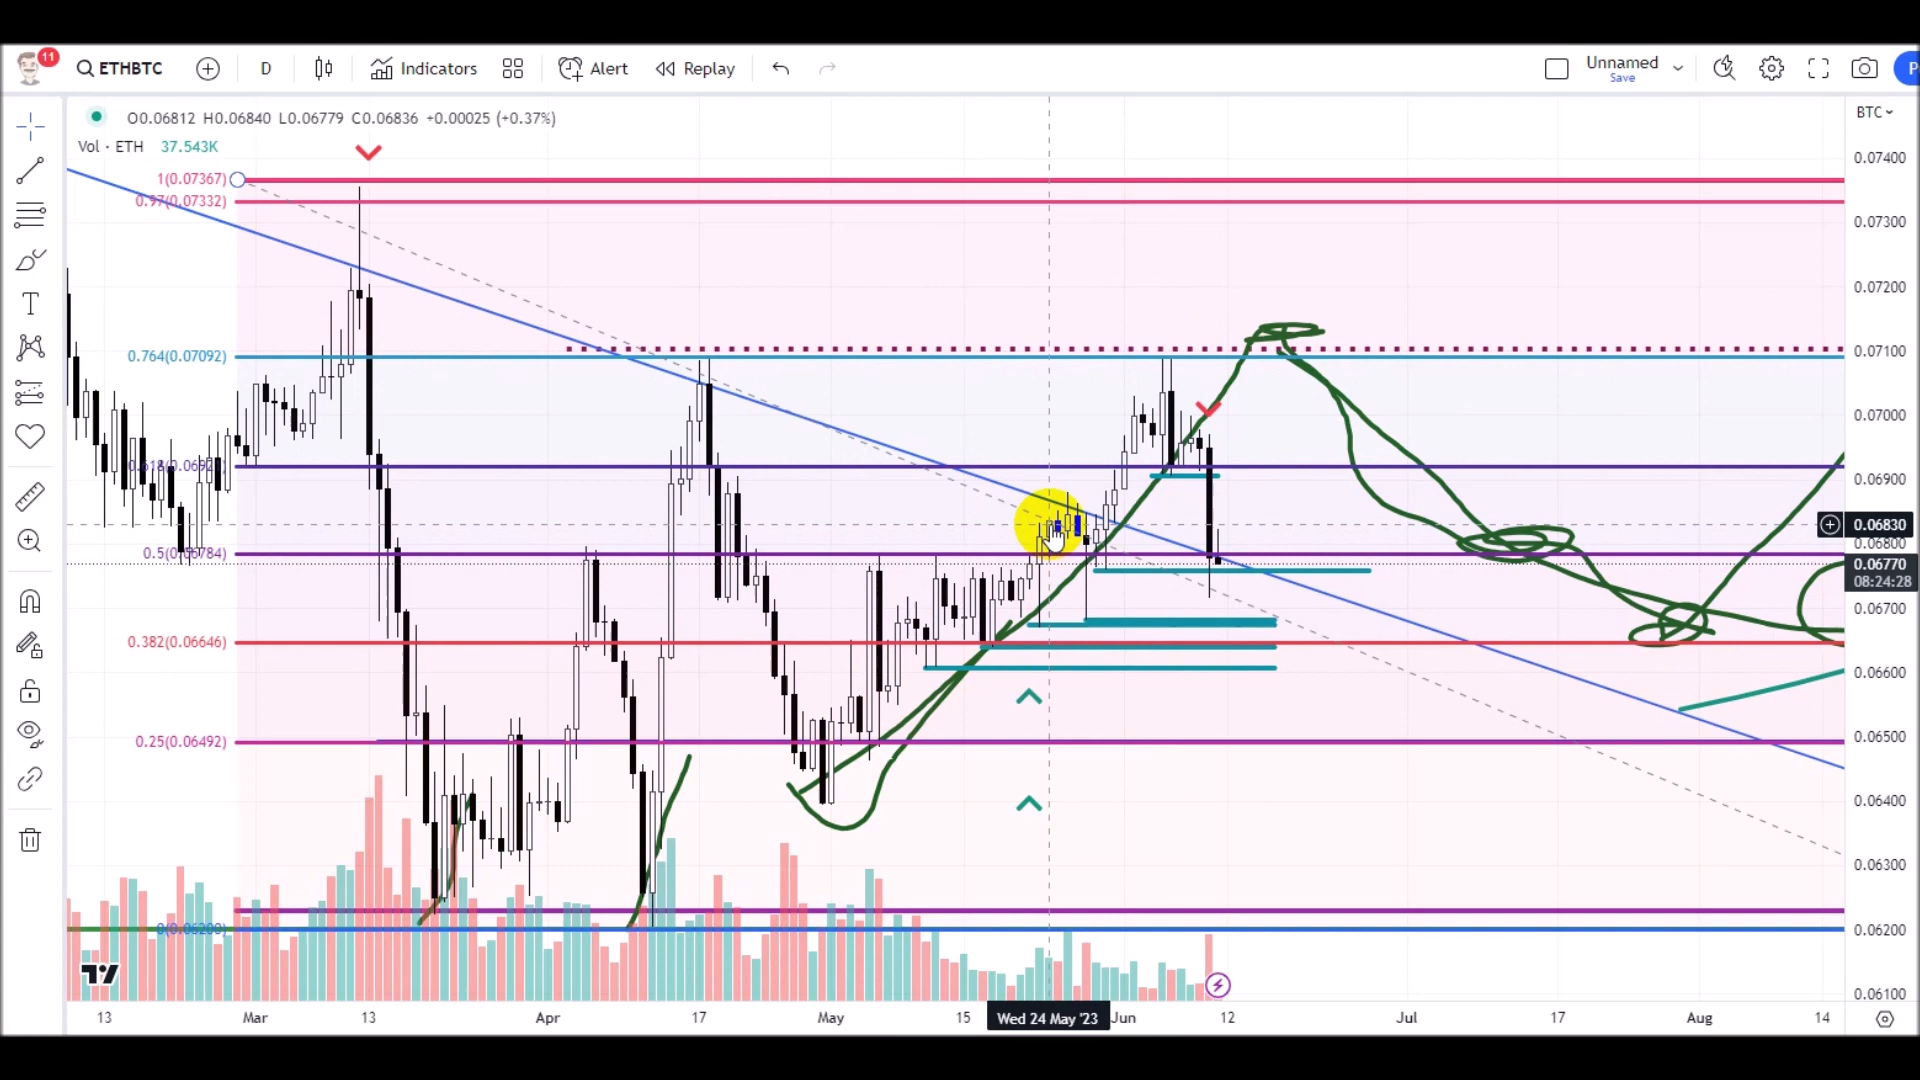 11
ETHBTC
D
Indicators
Alert
Replay
Unnamed
Save
O0.06812 H0.06840 L0.06779 C0.06836 +0.00025 (+0.37%)
Vol · ETH 37.543K
BTC
1(0.07367)
0.97(0.07332)
0.764(0.07092)
0.5(0.06784)
0.382(0.06646)
0.25(0.06492)
0(0.06200)
0.07400
0.07300
0.07200
0.07100
0.07000
0.06900
0.06830
0.06800
0.06770
08:24:28
0.06700
0.06600
0.06500
0.06400
0.06300
0.06200
0.06100
13
Mar
13
Apr
17
May
15
Wed 24 May '23
Jun
12
Jul
17
Aug
14